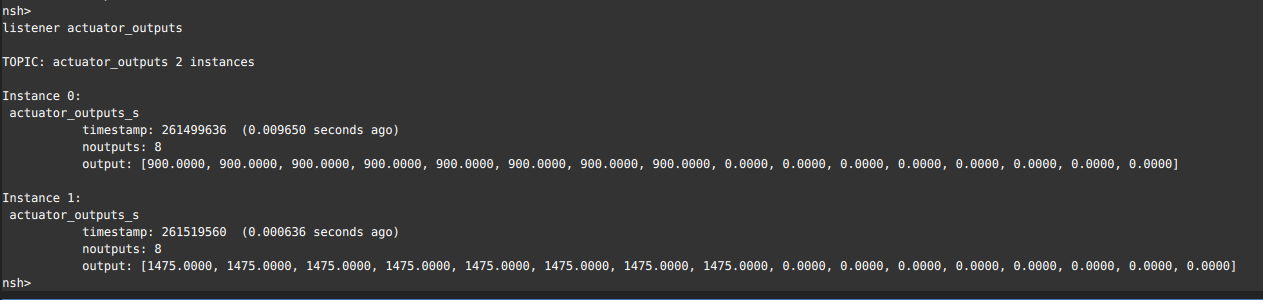 nsh>
listener actuator_outputs
TOPIC: actuator_outputs 2 instances
Instance 0:
actuator_outputs_s
timestamp: 261499636  (0.009650 seconds ago)
noutputs: 8
output: [900.0000, 900.0000, 900.0000, 900.0000, 900.0000, 900.0000, 900.0000, 900.0000, 0.0000, 0.0000, 0.0000, 0.0000, 0.0000, 0.0000, 0.0000, 0.0000]
Instance 1:
actuator_outputs_s
timestamp: 261519560  (0.000636 seconds ago)
noutputs: 8
output: [1475.0000, 1475.0000, 1475.0000, 1475.0000, 1475.0000, 1475.0000, 1475.0000, 1475.0000, 0.0000, 0.0000, 0.0000, 0.0000, 0.0000, 0.0000, 0.0000, 0.0000]
nsh>